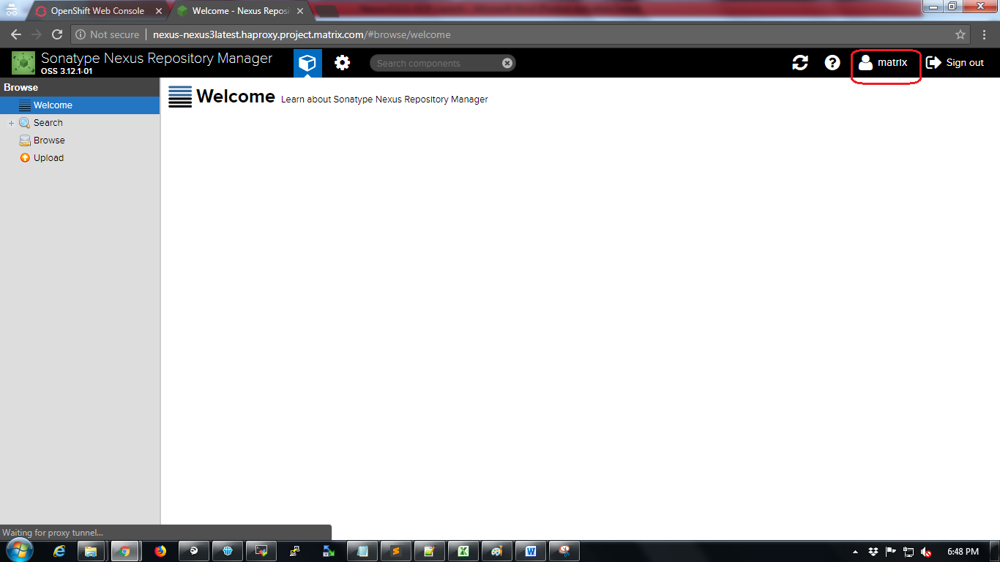 OpenShift Web Console
Welcome - Nexus Reposi
Not secure | nexus-nexus3latest.haproxy.project.matrix.com/#browse/welcome
Sonatype Nexus Repository Manager
OSS 3.12.1-01
Search components
matrix
Sign out
Browse
Welcome
Search
Browse
Upload
Welcome Learn about Sonatype Nexus Repository Manager
Waiting for proxy tunnel...
6:48 PM